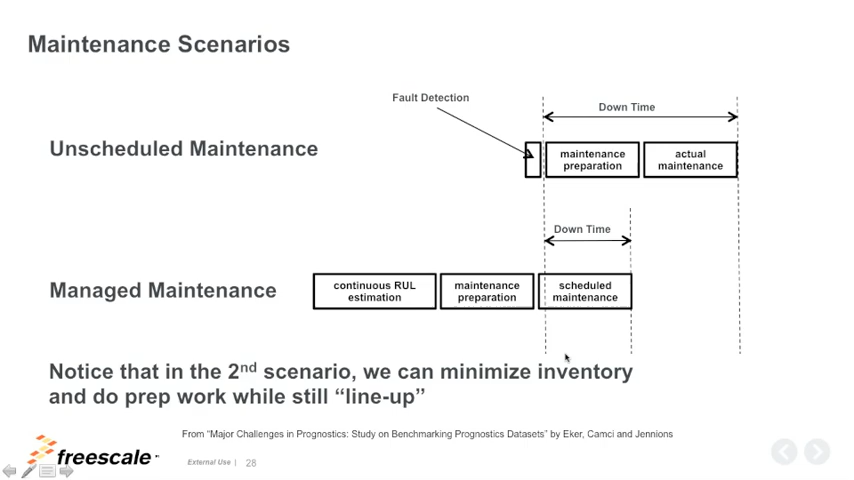 Maintenance Scenarios
Fault Detection
Down Time
Unscheduled Maintenance
maintenance
preparation
actual
maintenance
Down Time
Managed Maintenance
continuous RUL
estimation
maintenance
preparation
scheduled
maintenance
Notice that in the 2nd scenario, we can minimize inventory
and do prep work while still “line-up”
From “Major Challenges in Prognostics: Study on Benchmarking Prognostics Datasets” by Eker, Camci and Jennions
freescale™
External Use | 28